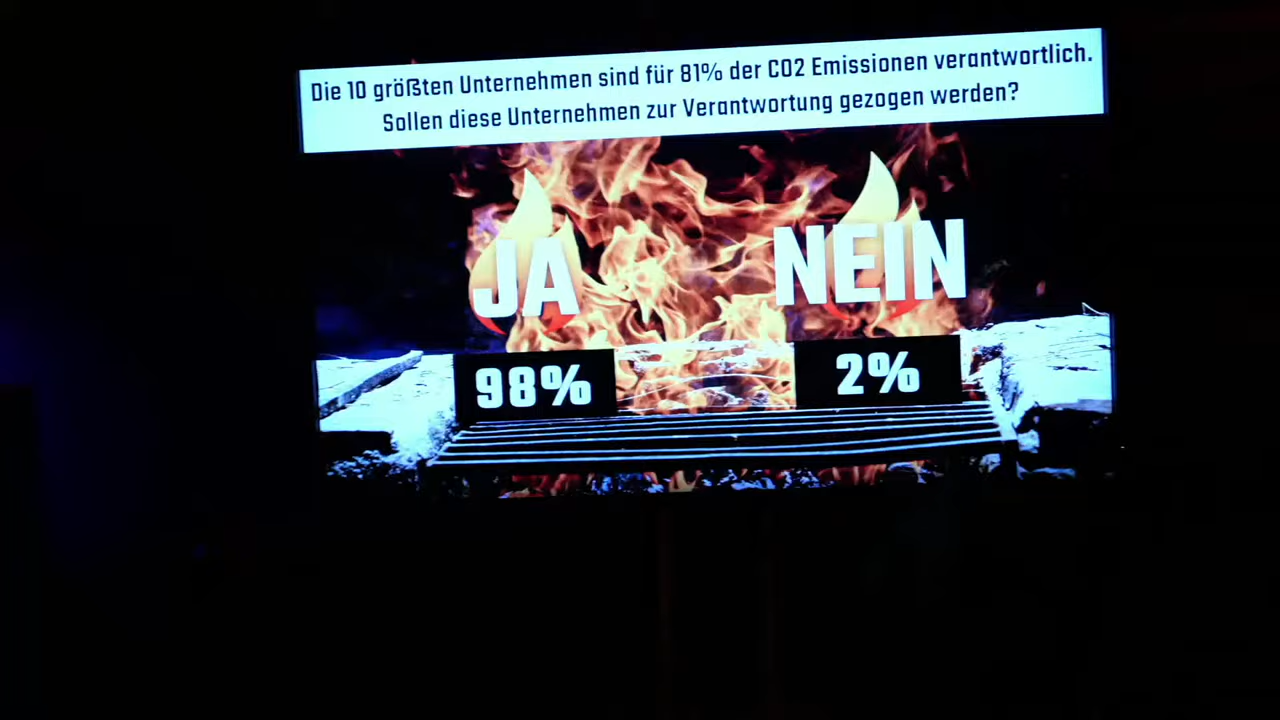 Die 10 größten Unternehmen sind für 81% der CO2 Emissionen verantwortlich.
Sollen diese Unternehmen zur Verantwortung gezogen werden?
JA NEIN
98% 2%